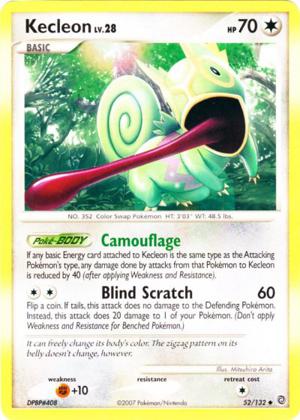 Kecleon LV.28 HP 70
BASIC
NO. 352 Color Swap Pokémon HT: 3'03" WT: 48.5 lbs.
Poké-BODY Camouflage
If any basic Energy card attached to Kecleon is the same type as the Attacking
Pokémon's type, any damage done by attacks from that Pokémon to Kecleon
is reduced by 40 (after applying Weakness and Resistance).
Blind Scratch 60
Flip a coin. If tails, this attack does no damage to the Defending Pokémon.
Instead, this attack does 20 damage to 1 of your Pokémon. (Don't apply
Weakness and Resistance for Benched Pokémon.)
Illus. Mitsuhiro Arita
It can freely change its body's color. The zigzag pattern on its
belly doesn't change, however.
weakness resistance retreat cost
+10
DPBP#408 ©2007 Pokémon/Nintendo 52/132